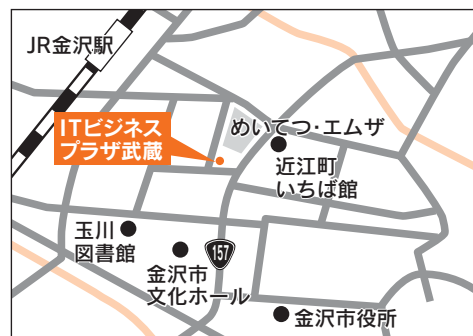 JR金沢駅
ITビジネス
プラザ武蔵
めいてつ・エムザ
近江町
いちば館
玉川
図書館
金沢市
文化ホール
157
金沢市役所